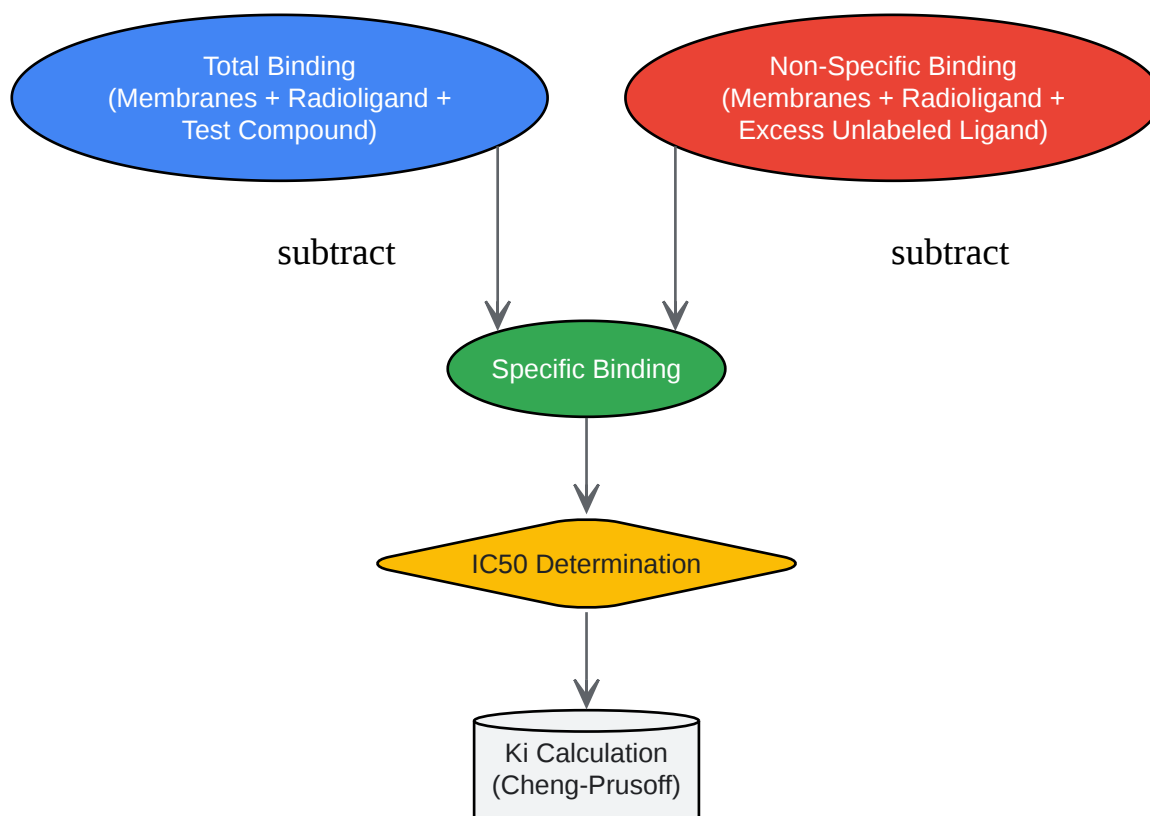 Total Binding
(Membranes + Radioligand +
Test Compound)
Non-Specific Binding
(Membranes + Radioligand +
Excess Unlabeled Ligand)
subtract
subtract
Specific Binding
IC50 Determination
Ki Calculation
(Cheng-Prusoff)